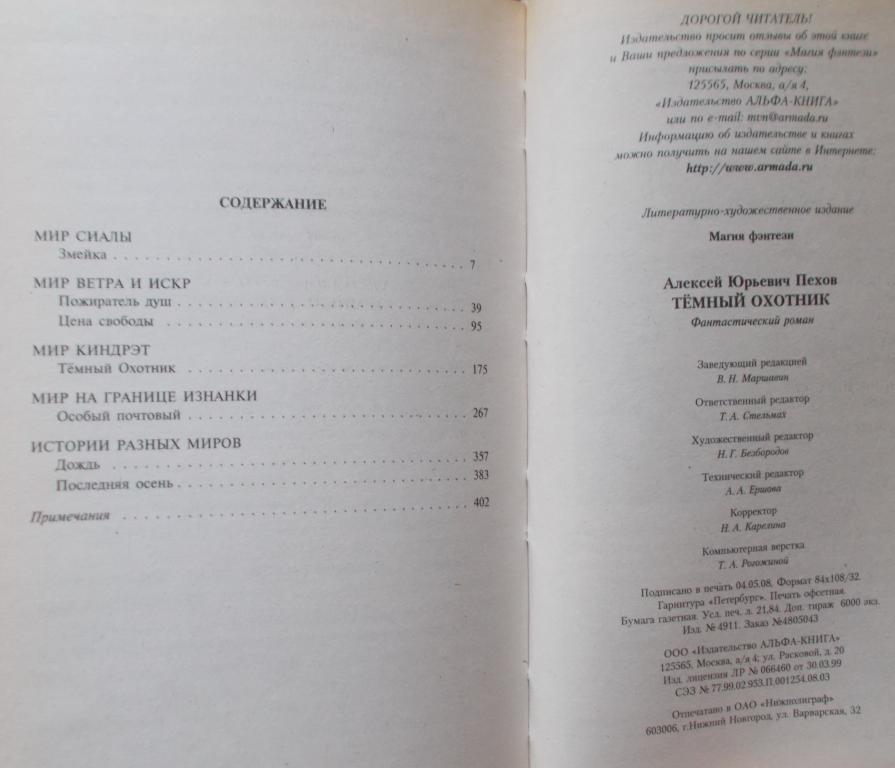 СОДЕРЖАНИЕ
МИР СИАЛЫ
Змейка . . . . . . . . . . . . . . . . . . . . . . . . . . . 7
МИР ВЕТРА И ИСКР
Пожиратель душ . . . . . . . . . . . . . . . . . . . . . . 39
Цена свободы . . . . . . . . . . . . . . . . . . . . . . . 95
МИР КИНДРЭТ
Тёмный Охотник . . . . . . . . . . . . . . . . . . . . . 175
МИР НА ГРАНИЦЕ ИЗНАНКИ
Особый почтовый . . . . . . . . . . . . . . . . . . . . . 267
ИСТОРИИ РАЗНЫХ МИРОВ
Дождь . . . . . . . . . . . . . . . . . . . . . . . . . . 357
Последняя осень . . . . . . . . . . . . . . . . . . . . . 383
Примечания . . . . . . . . . . . . . . . . . . . . . . . . 402
ДОРОГОЙ ЧИТАТЕЛЬ!
Издательство просит отзывы об этой книге
и Ваши предложения по серии «Магия фэнтези»
присылать по адресу:
125565, Москва, а/я 4,
«Издательство АЛЬФА-КНИГА»
или по e-mail: mvn@armada.ru
Информацию об издательстве и книгах
можно получить на нашем сайте в Интернете:
http://www.armada.ru
Литературно-художественное издание
Магия фэнтези
Алексей Юрьевич Пехов
ТЁМНЫЙ ОХОТНИК
Фантастический роман
Заведующий редакцией
В. Н. Маршавин
Ответственный редактор
Т. А. Стельмах
Художественный редактор
Н. Г. Безбородов
Технический редактор
А. А. Ершова
Корректор
Н. А. Карелина
Компьютерная верстка
Т. А. Рогожиной
Подписано в печать 04.05.08. Формат 84х108/32.
Гарнитура «Петербург». Печать офсетная.
Бумага газетная. Усл. печ. л. 21,84. Доп. тираж 6000 экз.
Изд. № 4911. Заказ №4805043
ООО «Издательство АЛЬФА-КНИГА»
125565, Москва, а/я 4; ул. Расковой, д. 20
Изд. лицензия ЛР № 066460 от 30.03.99
СЭЗ № 77.99.02.953.П.001254.08.03
Отпечатано в ОАО «Нижполиграф»
603006, г.Нижний Новгород, ул. Варварская, 32